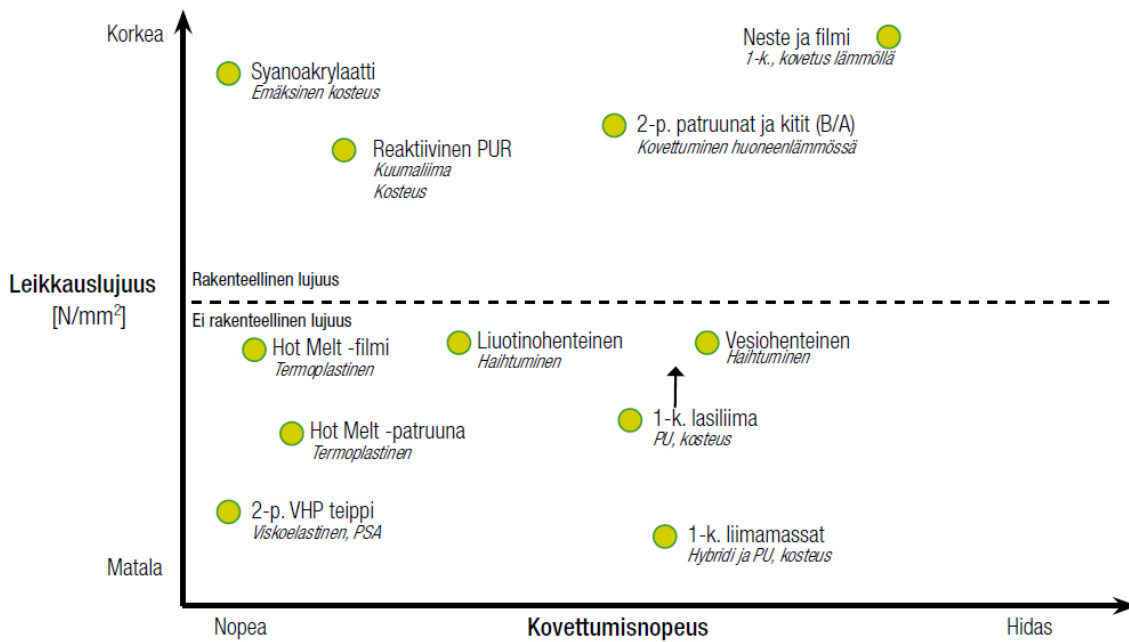 Korkea
Neste ja filmi
1-k., kovetus lämmöllä
Syanoakrylaatti
Emäksinen kosteus
2-p. patruunat ja kitit (B/A)
Kovettuminen huoneenlämmössä
Reaktiivinen PUR
Kuumaliima
Kosteus
Leikkauslujuus
[N/mm²]
Rakenteellinen lujuus
Ei rakenteellinen lujuus
Hot Melt -filmi
Termoplastinen
Liuotinohenteinen
Haihtuminen
Vesiohenteinen
Haihtuminen
1-k. lasiliima
PU, kosteus
Hot Melt -patruuna
Termoplastinen
2-p. VHP teippi
Viskoelastinen, PSA
1-k. liimamassat
Hybridi ja PU, kosteus
Matala
Nopea
Kovettumisnopeus
Hidas